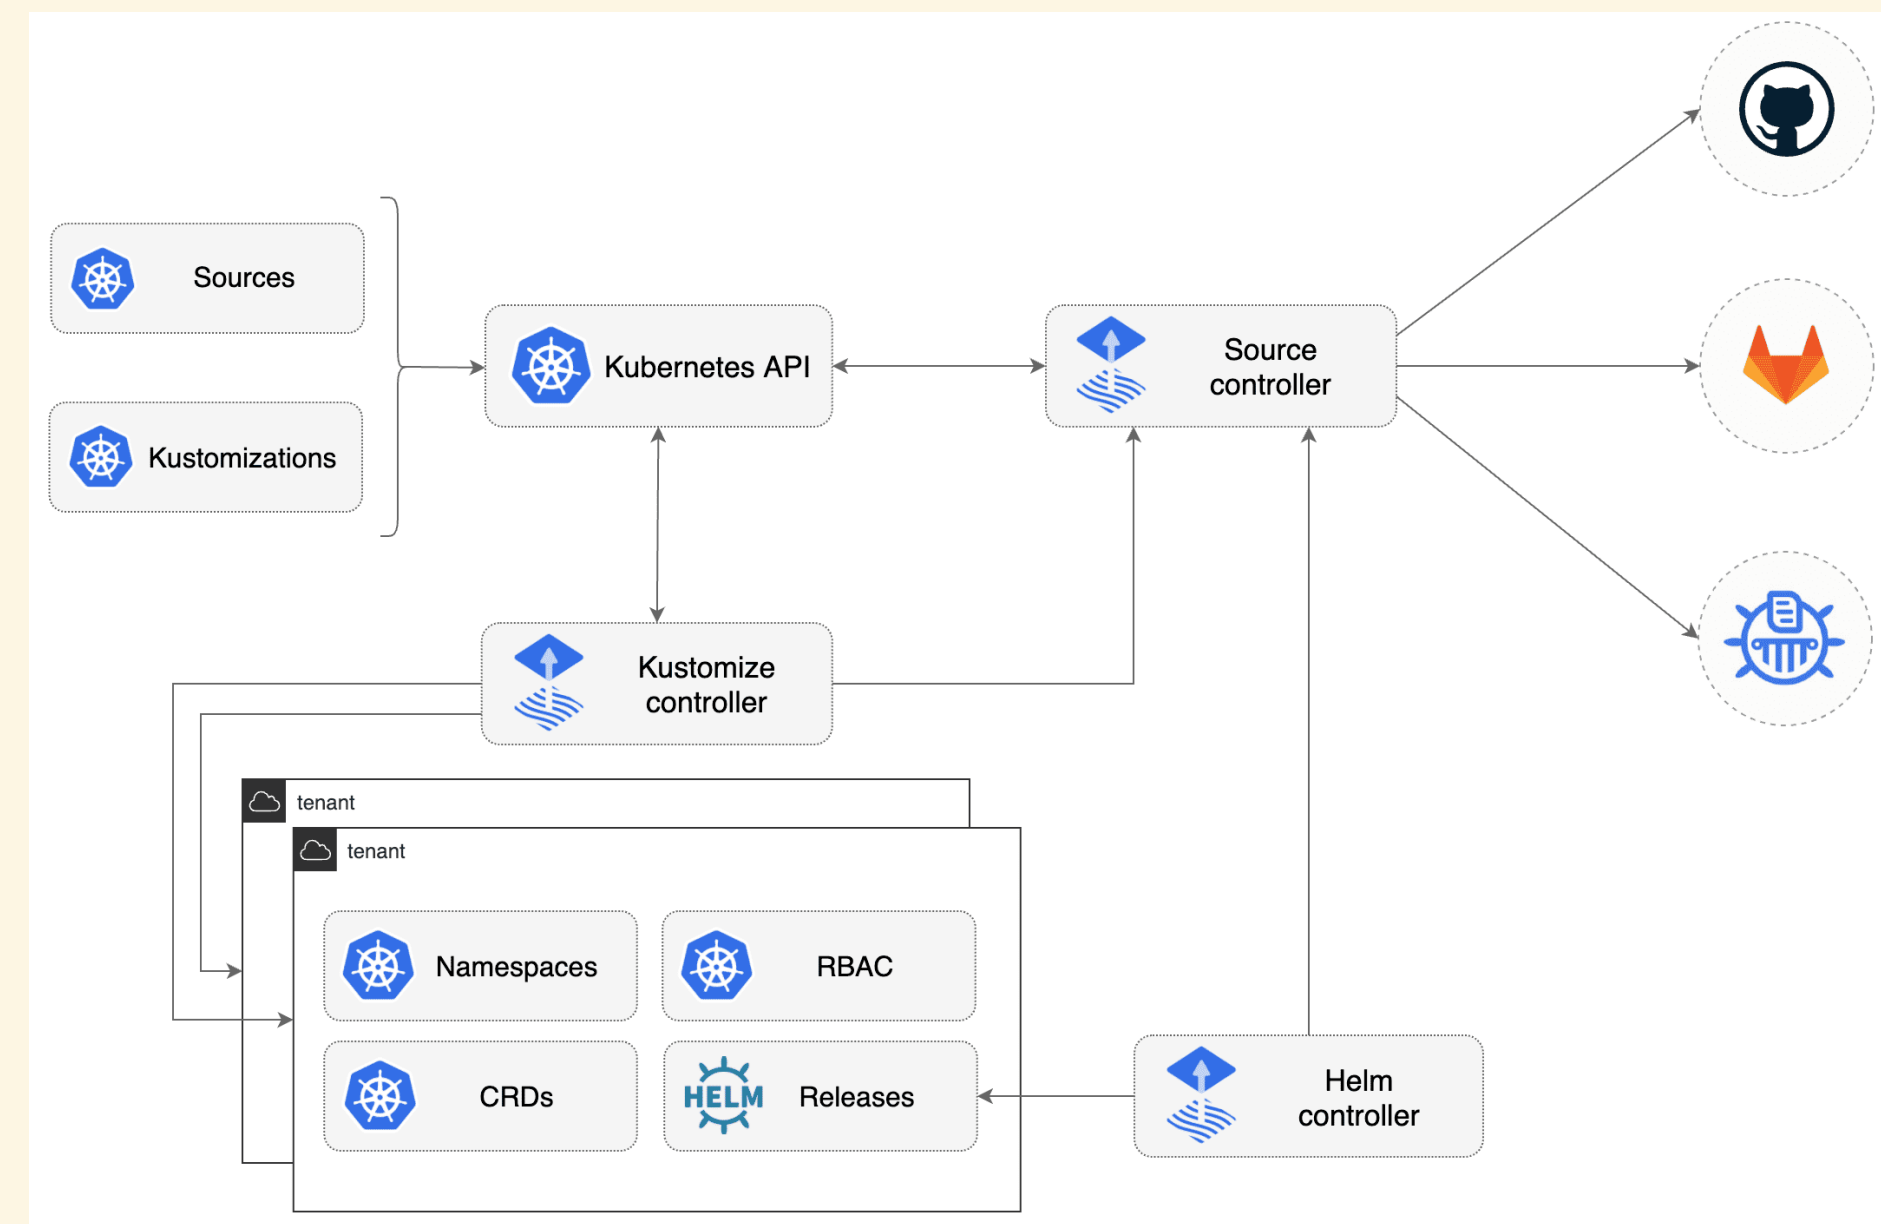 Sources
Kustomizations
Kubernetes API
Source
controller
Kustomize
controller
tenant
tenant
Namespaces
RBAC
CRDs
HELM
Releases
Helm
controller